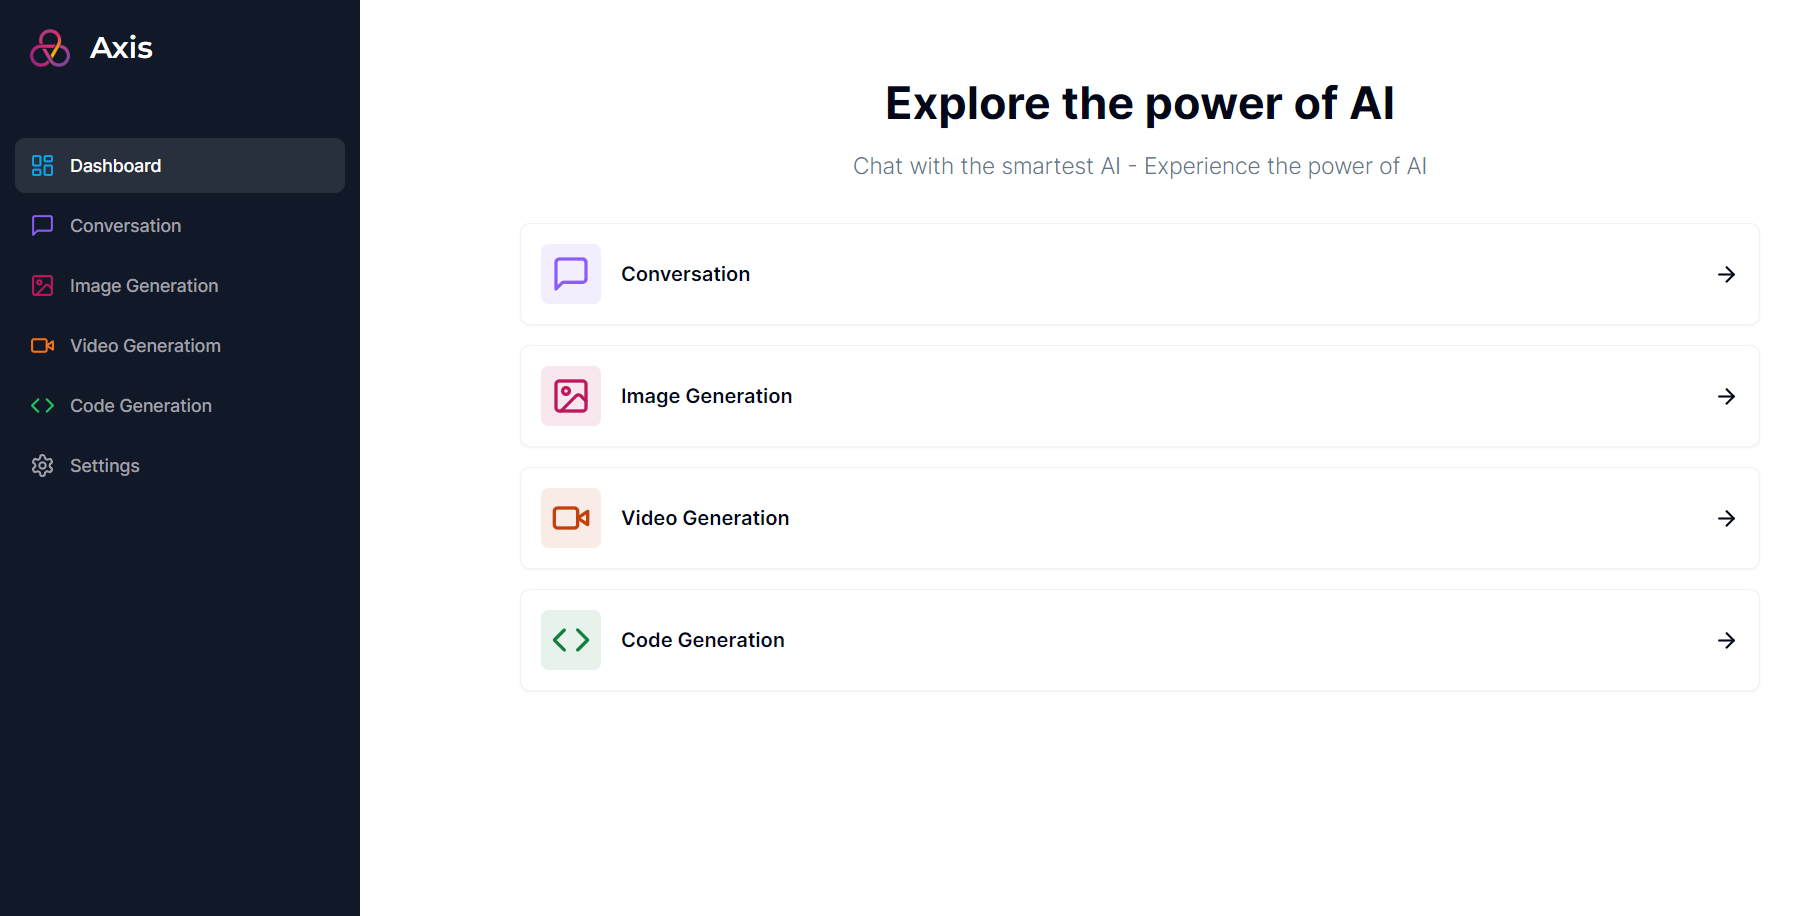 Axis
Dashboard
Conversation
Image Generation
Video Generatiom
Code Generation
Settings
Explore the power of AI
Chat with the smartest AI - Experience the power of AI
Conversation
Image Generation
Video Generation
Code Generation